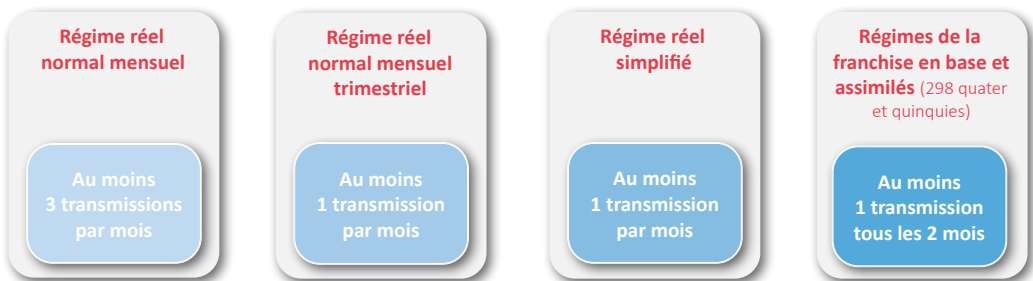 Régime réel
normal mensuel
Au moins
3 transmissions
par mois
Régime réel
normal mensuel
trimestriel
Au moins
1 transmission
par mois
Régime réel
simplifié
Au moins
1 transmission
par mois
Régimes de la
franchise en base et
assimilés (298 quater
et quinquies)
Au moins
1 transmission
tous les 2 mois